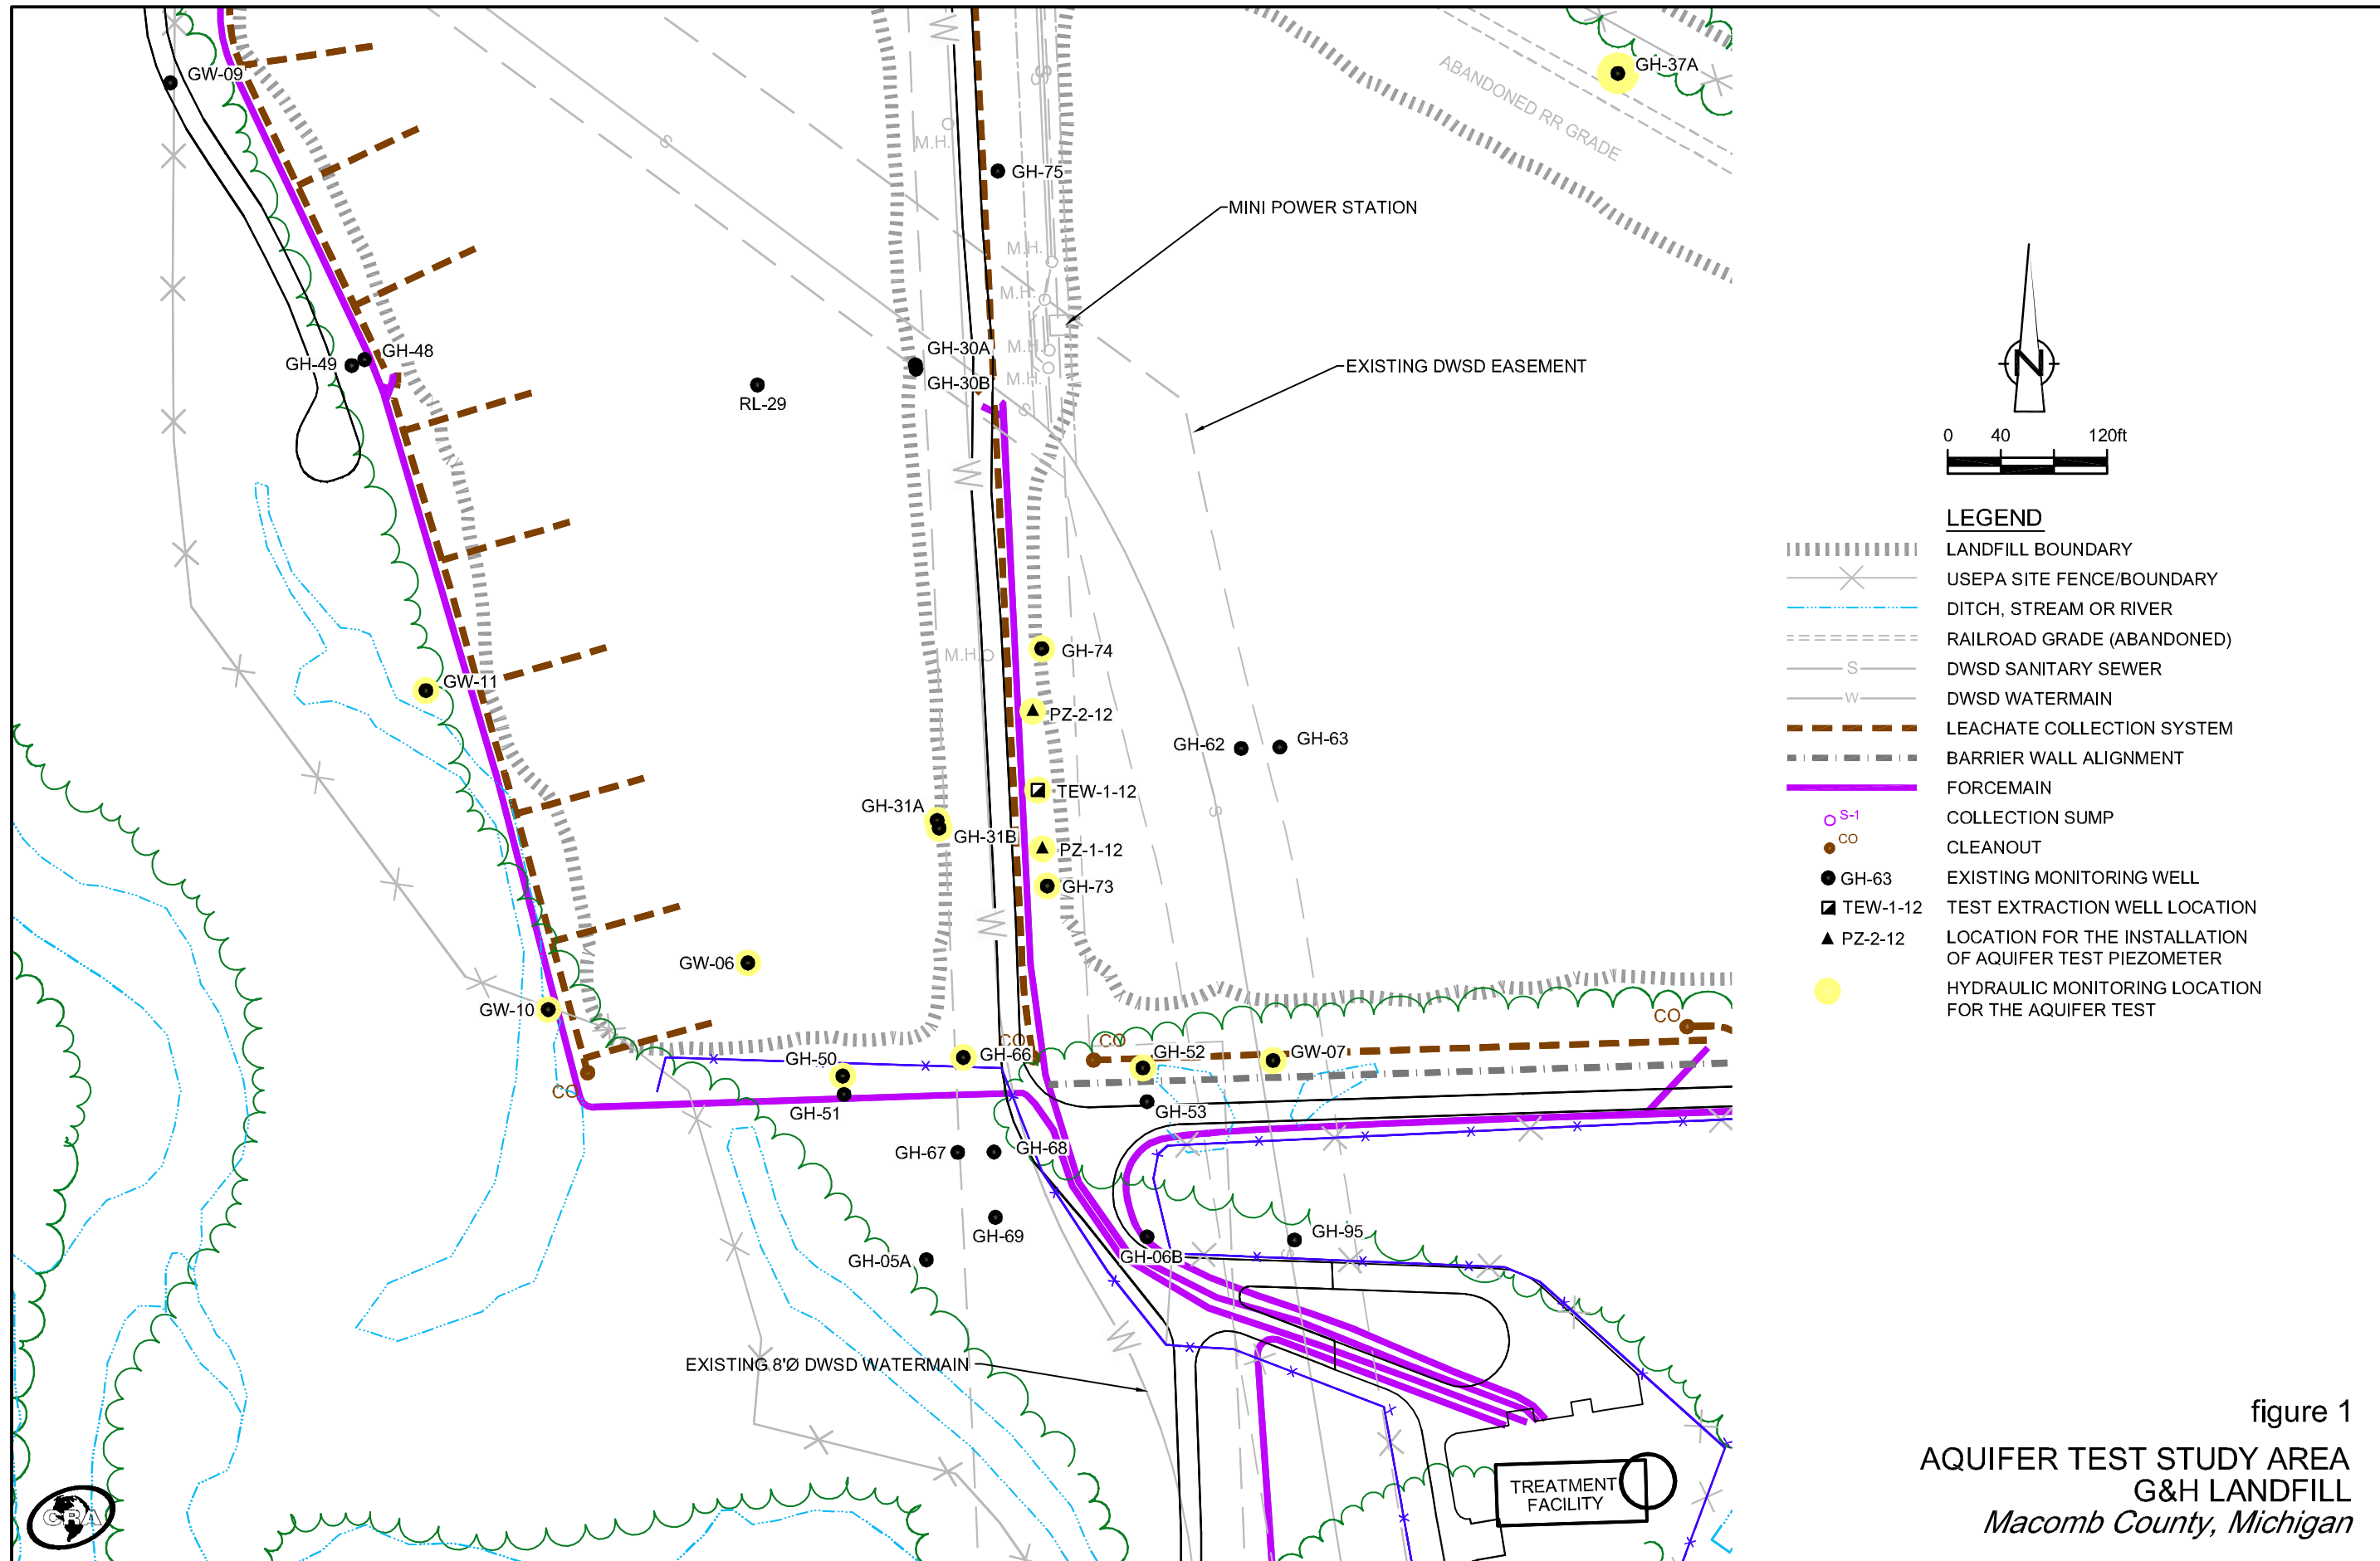 GW-09
GH-37A
ABANDONED RR GRADE
S
W
S
M.H.
GH-75
MINI POWER STATION
M.H.
M.H.
GH-30A
GH-48
GH-49
M.H.
EXISTING DWSD EASEMENT
GH-30B
M.H.
RL-29
S
W
N
0 40 120ft
LEGEND
LANDFILL BOUNDARY
USEPA SITE FENCE/BOUNDARY
DITCH, STREAM OR RIVER
RAILROAD GRADE (ABANDONED)
S DWSD SANITARY SEWER
W DWSD WATERMAIN
LEACHATE COLLECTION SYSTEM
BARRIER WALL ALIGNMENT
FORCEMAIN
S-1 COLLECTION SUMP
CO CLEANOUT
GH-63 EXISTING MONITORING WELL
TEW-1-12 TEST EXTRACTION WELL LOCATION
PZ-2-12 LOCATION FOR THE INSTALLATION
OF AQUIFER TEST PIEZOMETER
HYDRAULIC MONITORING LOCATION
FOR THE AQUIFER TEST
GH-74
M.H.
GW-11
PZ-2-12
GH-62
GH-63
TEW-1-12
GH-31A
S
GH-31B
PZ-1-12
GH-73
W
GW-06
GW-10
CO
CO
CO
GH-50
GH-66
GH-52
GW-07
CO
GH-51
GH-53
GH-67
GH-68
GH-69
GH-95
GH-05A
GH-06B
S
W
EXISTING 8'Ø DWSD WATERMAIN
TREATMENT
FACILITY
CRA
figure 1
AQUIFER TEST STUDY AREA
G&H LANDFILL
Macomb County, Michigan